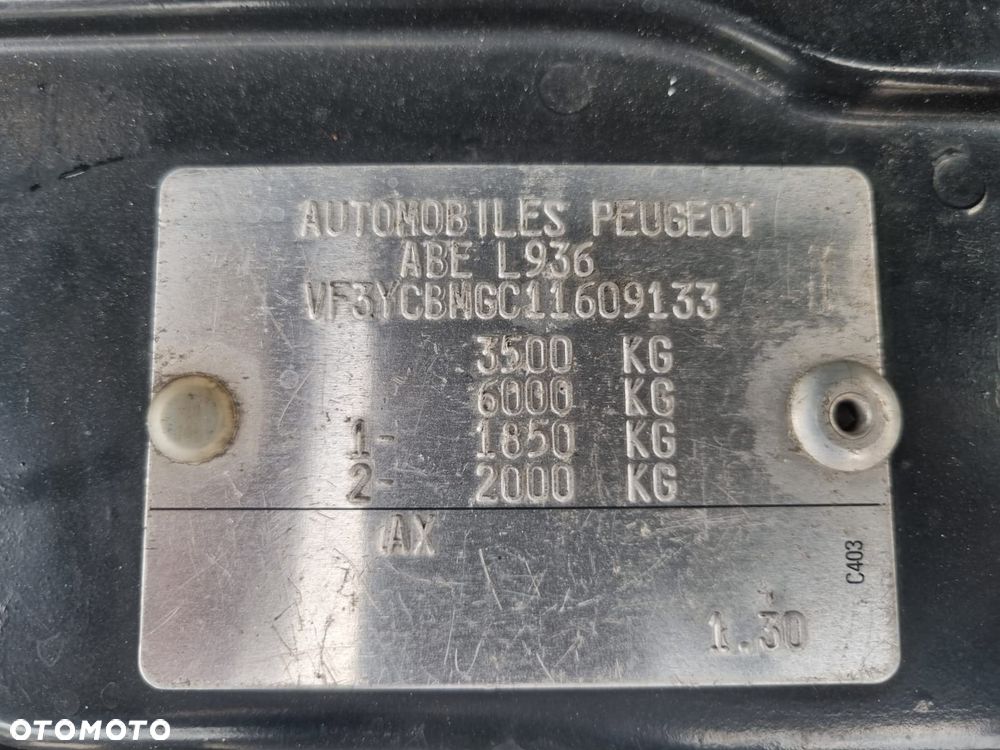 AUTOMOBILES PEUGEOT
ABE L936
VF3YCBMGC11609133
3500 KG
6000 KG
1- 1850 KG
2- 2000 KG
AX
C403
1.30
OTOMOTO